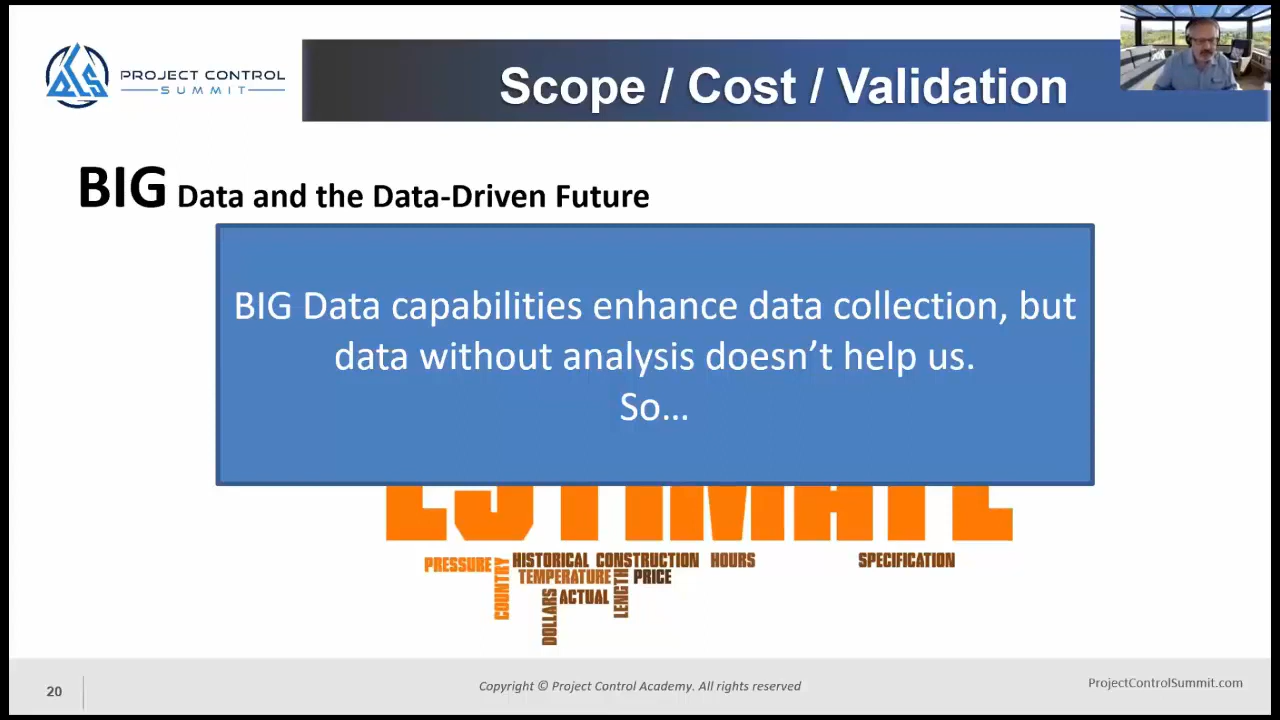 PROJECT CONTROL
SUMMIT
Scope / Cost / Validation
BIG Data and the Data-Driven Future
BIG Data capabilities enhance data collection, but
data without analysis doesn’t help us.
So…
ESTIMATE
PRESSURE
COUNTRY
HISTORICAL CONSTRUCTION HOURS
SPECIFICATION
TEMPERATURE
PRICE
LENGTH
ACTUAL
DOLLARS
20
Copyright © Project Control Academy. All rights reserved
ProjectControlSummit.com